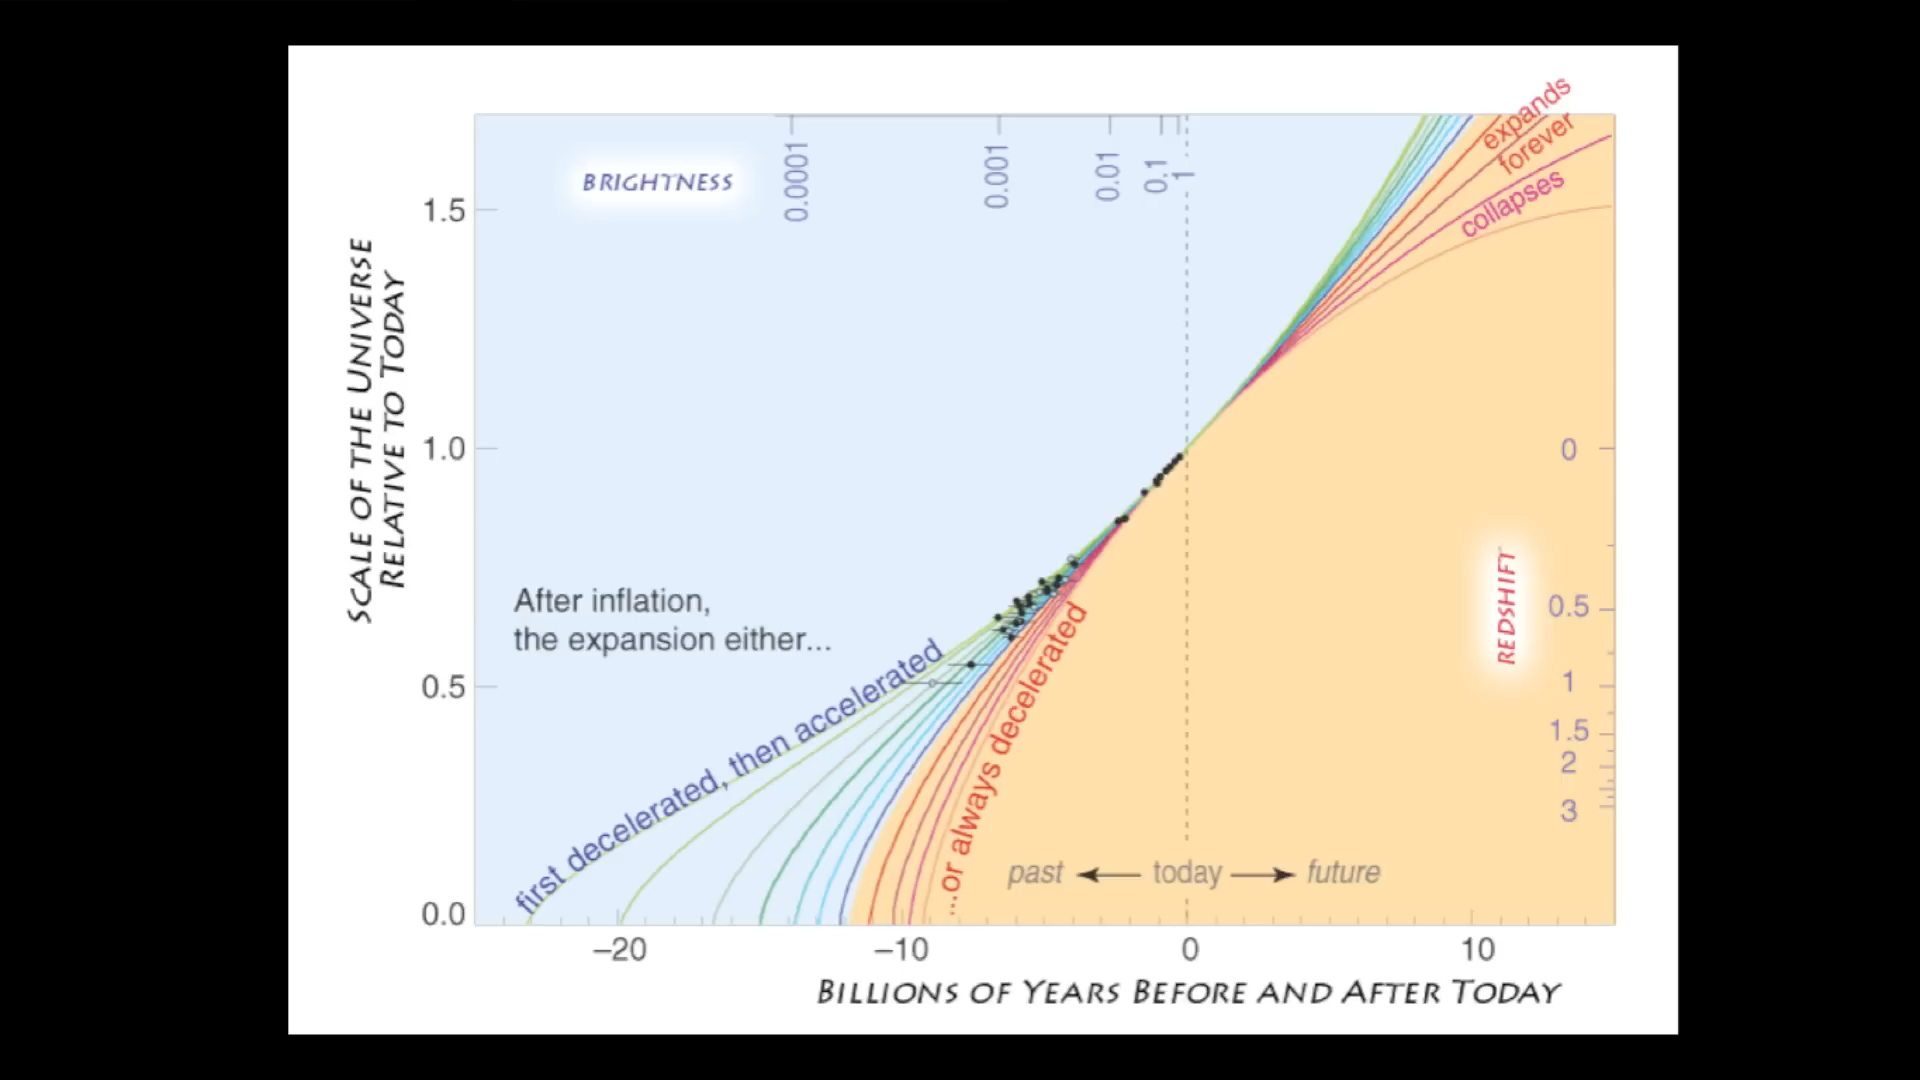 expands
forever
collapses
BRIGHTNESS
0.0001
0.001
0.01
0.1
1
SCALE OF THE UNIVERSE
RELATIVE TO TODAY
1.5
1.0
0.5
0.0
After inflation,
the expansion either...
first decelerated, then accelerated
...or always decelerated
REDSHIFT
0
0.5
1
1.5
2
3
past
today
future
–20
–10
0
10
BILLIONS OF YEARS BEFORE AND AFTER TODAY